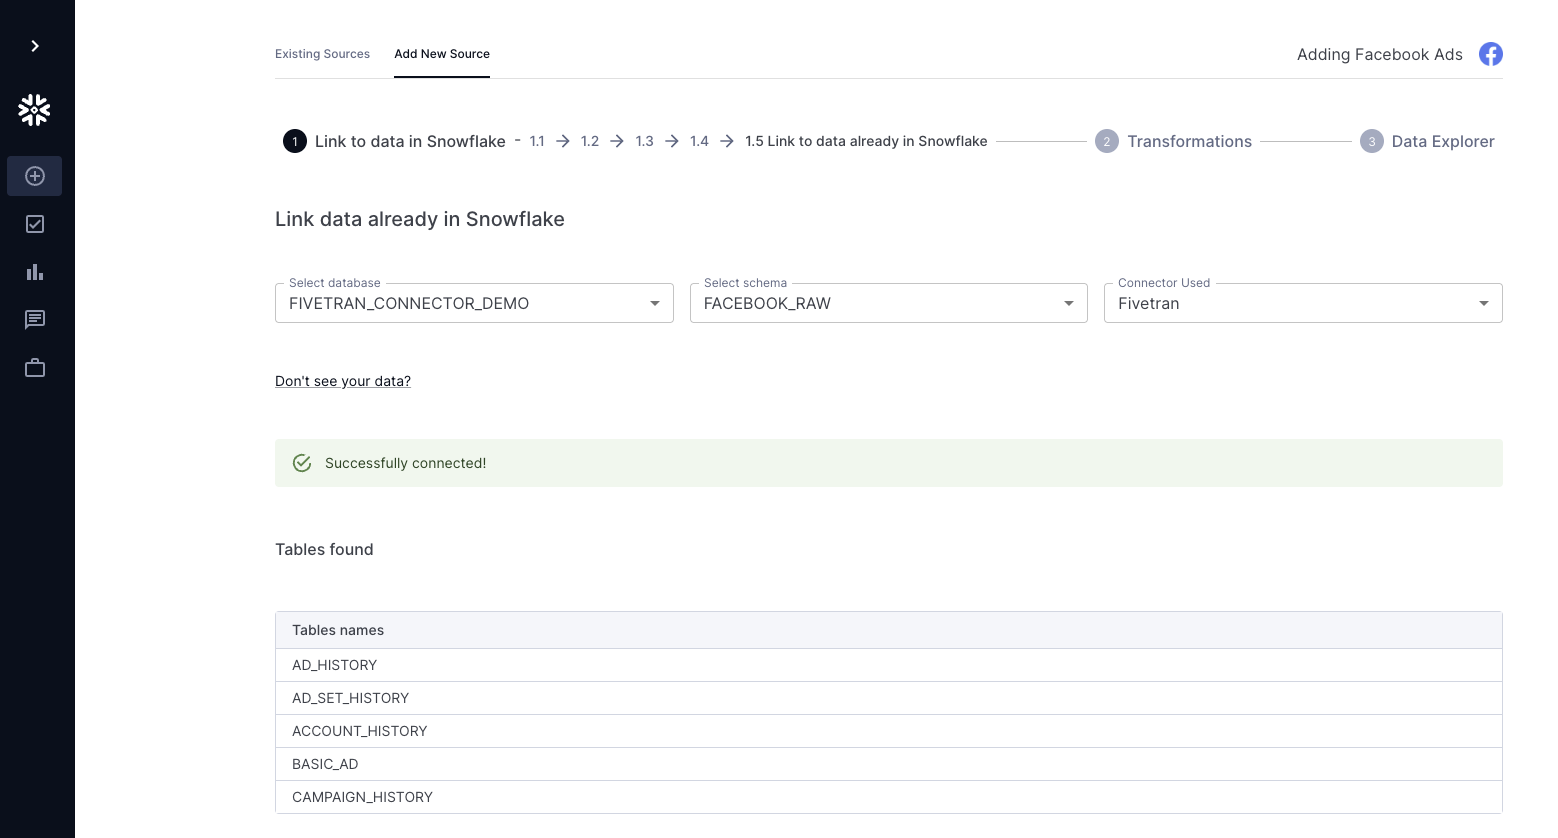 Existing Sources
Add New Source
Adding Facebook Ads
1 Link to data in Snowflake - 1.1 → 1.2 → 1.3 → 1.4 → 1.5 Link to data already in Snowflake
2 Transformations
3 Data Explorer
Link data already in Snowflake
Select database
FIVETRAN_CONNECTOR_DEMO
Select schema
FACEBOOK_RAW
Connector Used
Fivetran
Don't see your data?
Successfully connected!
Tables found
Tables names
AD_HISTORY
AD_SET_HISTORY
ACCOUNT_HISTORY
BASIC_AD
CAMPAIGN_HISTORY